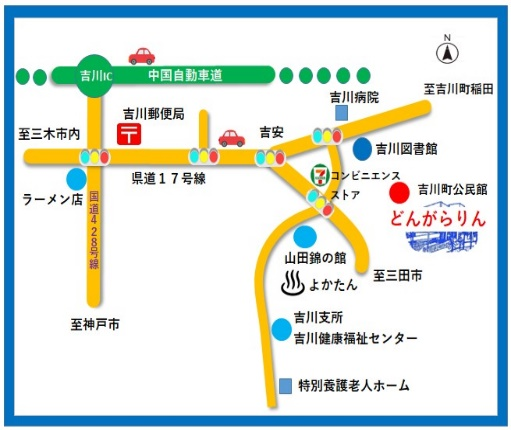 N
吉川IC
中国自動車道
吉川病院
至吉川町稲田
吉川郵便局
至三木市内
吉安
吉川図書館
県道17号線
7
コンビニエンス
ストア
ラーメン店
国道428号線
吉川町公民館
どんがらりん
山田錦の館
よかたん
至三田市
至神戸市
吉川支所
吉川健康福祉センター
特別養護老人ホーム